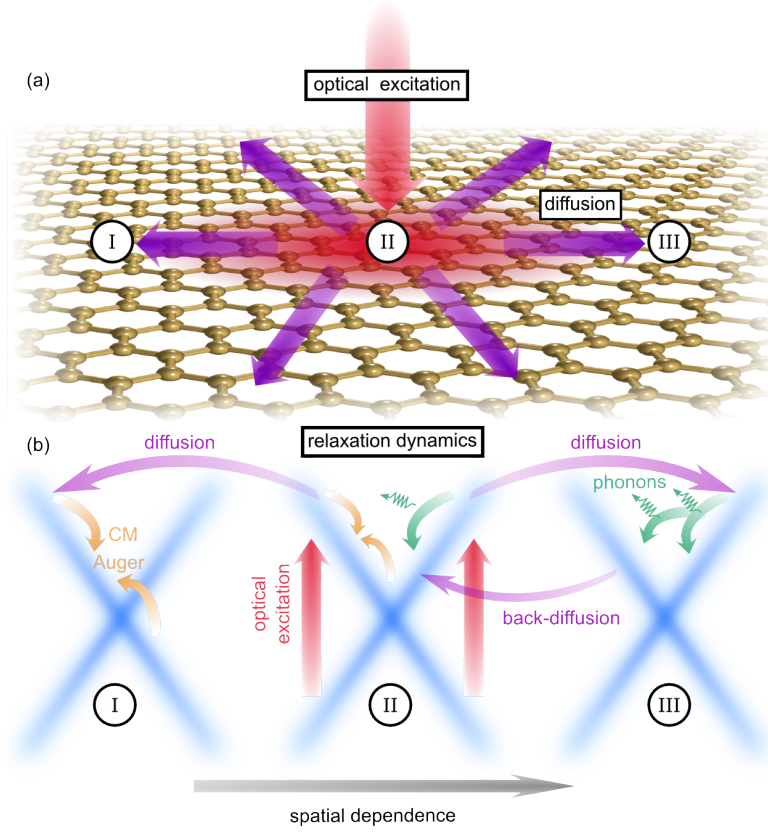 (a)
optical excitation
diffusion
I
II
III
(b)
relaxation dynamics
diffusion
diffusion
phonons
CM
Auger
optical
excitation
back-diffusion
I
II
III
spatial dependence